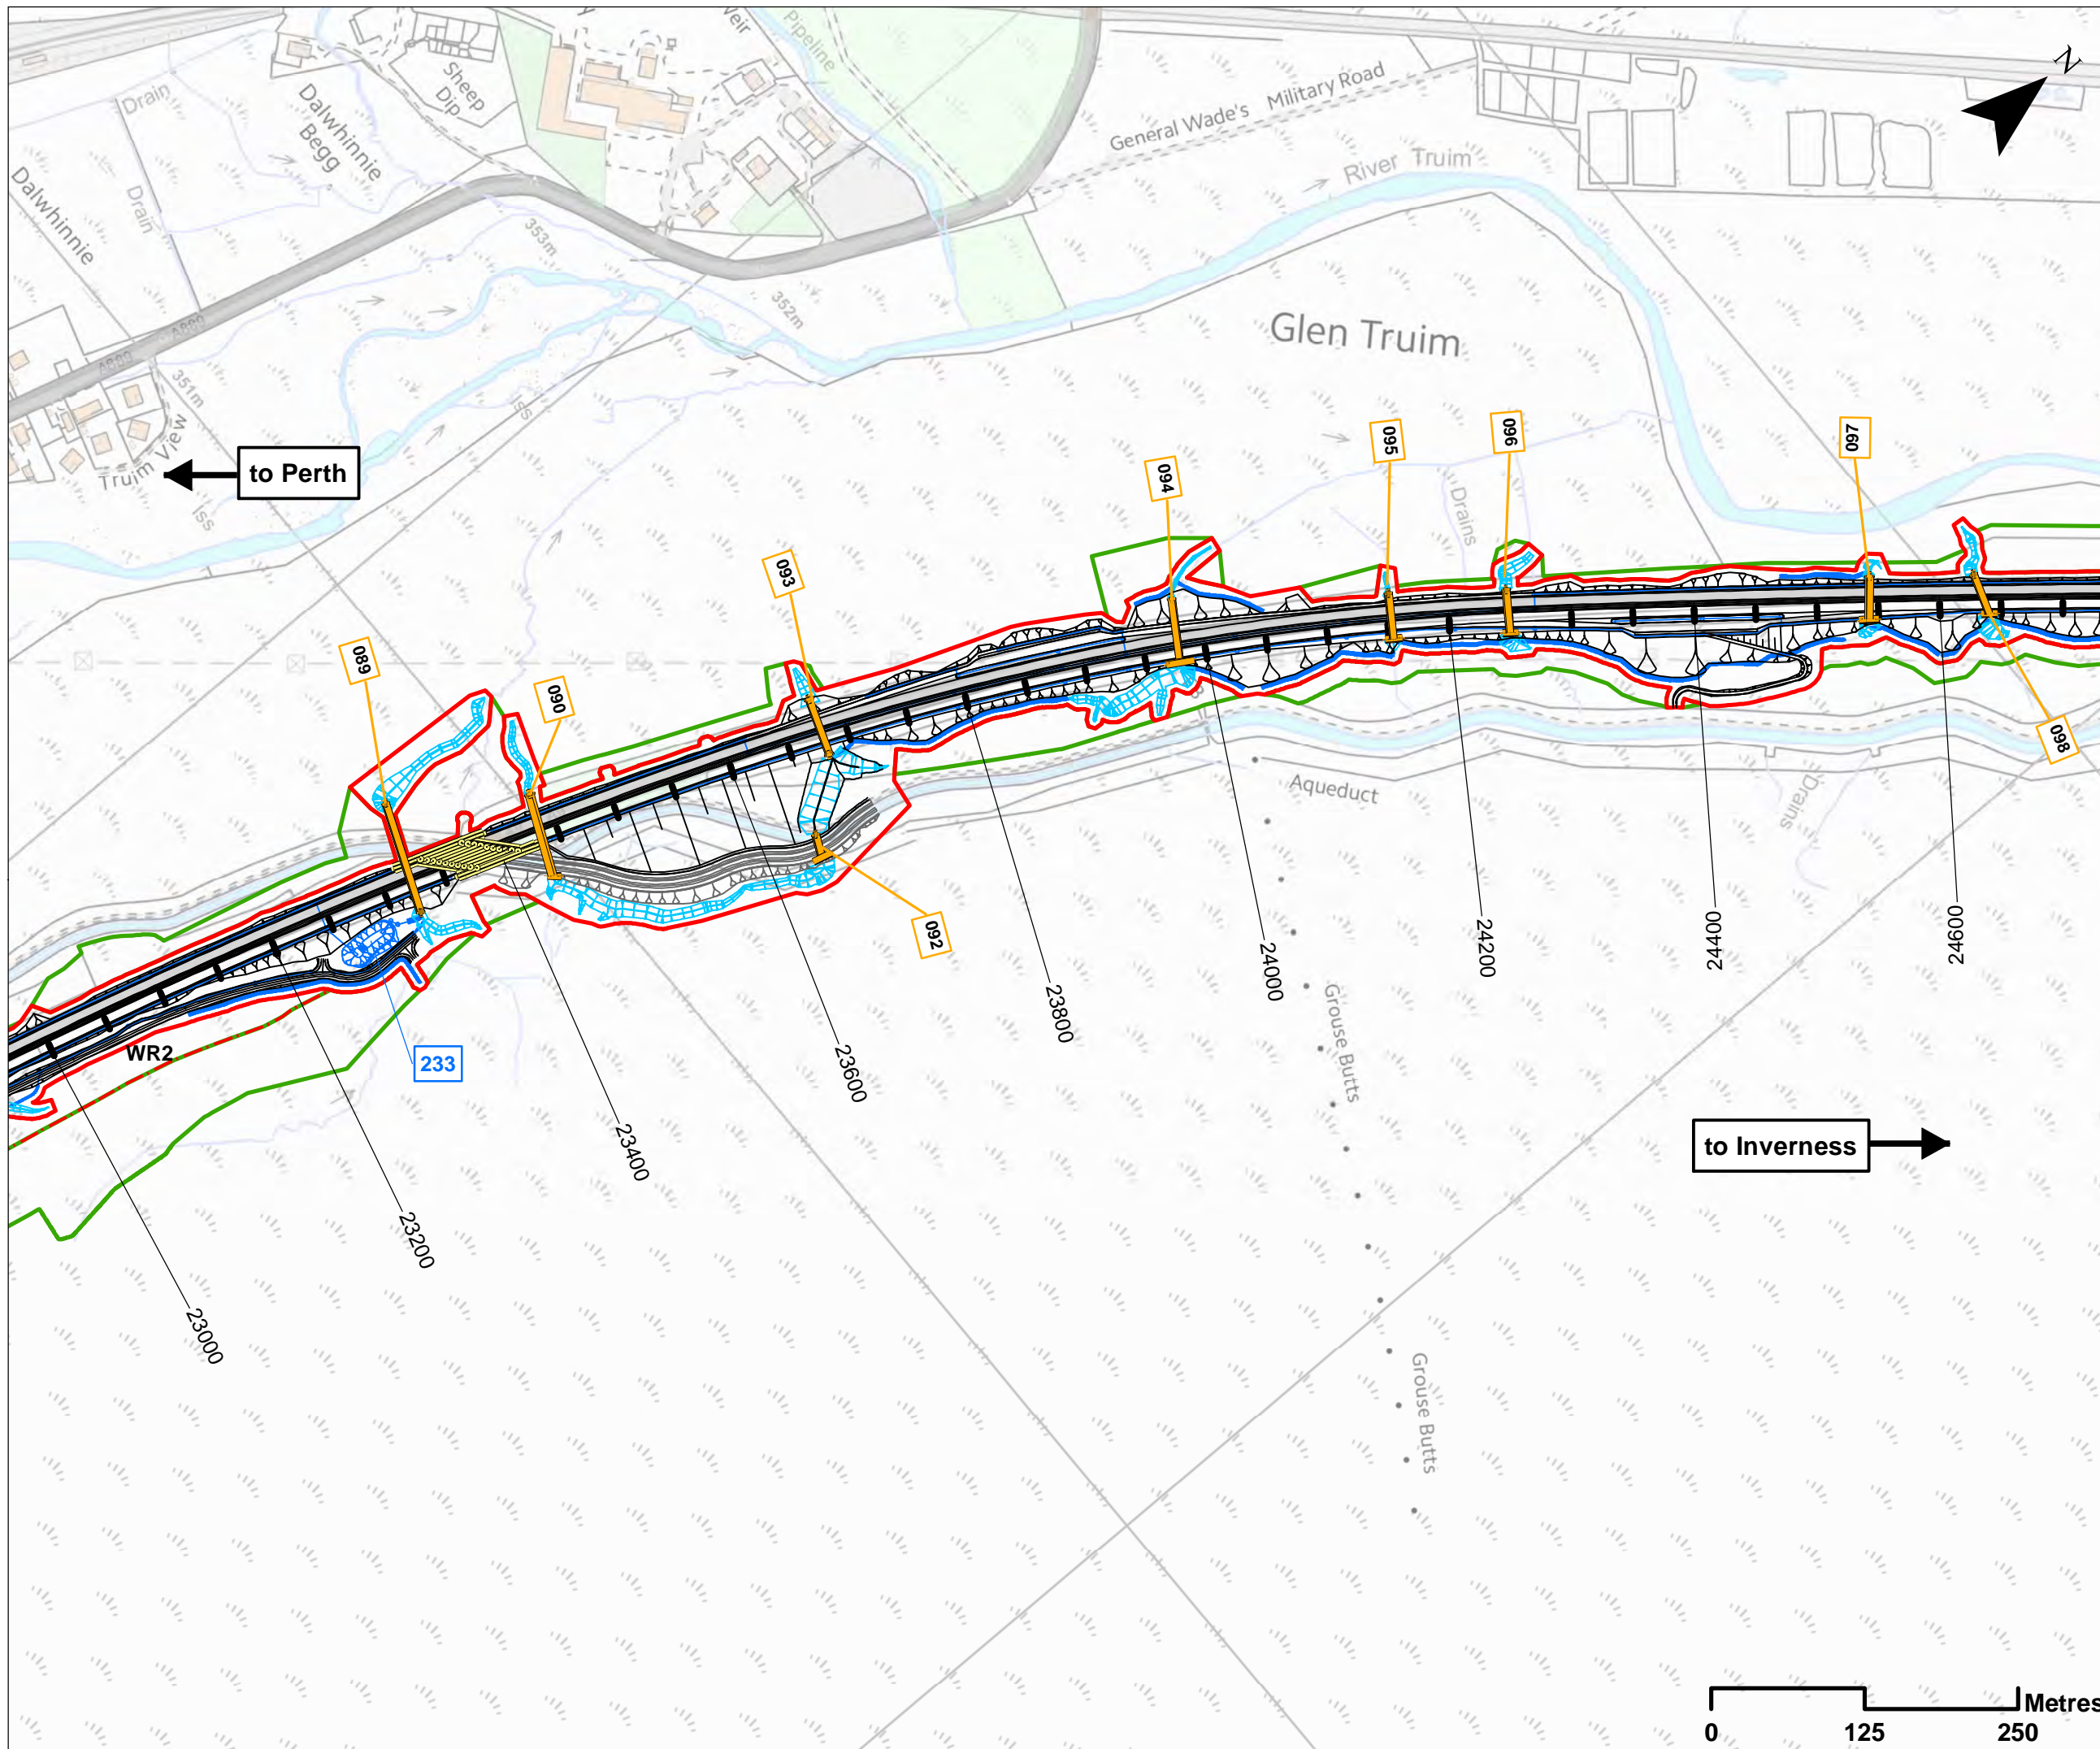 Weir
Pipeline
N
Drain
Dalwhinnie
Begg
Sheep
Dip
General Wade's Military Road
River Truim
Dalwhinnie
Drain
353m
352m
A889
A889
351m
Iss
Glen Truim
Truim View
to Perth
Iss
Drains
089
090
093
094
095
096
097
098
092
Aqueduct
Drains
WR2
233
23000
23200
23400
23600
23800
24000
24200
24400
24600
Grouse Butts
to Inverness
Grouse Butts
Metres
0 125 250